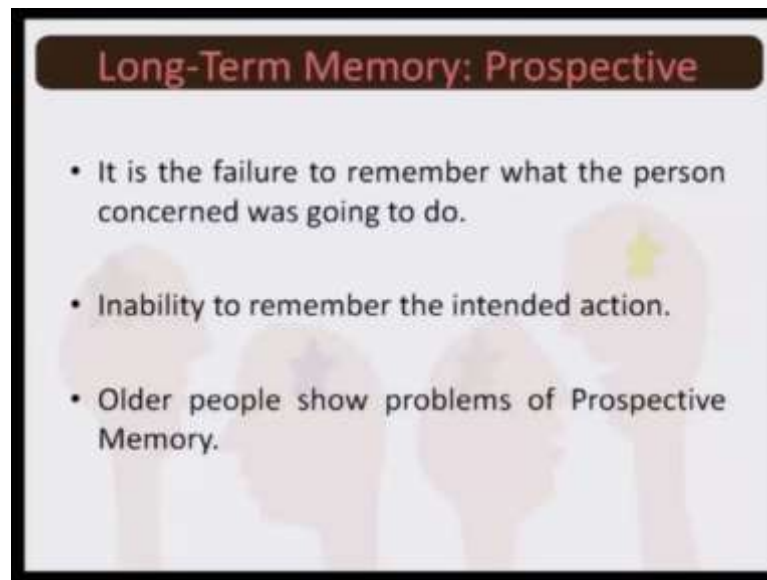 Long-Term Memory: Prospective
• It is the failure to remember what the person
concerned was going to do.
• Inability to remember the intended action.
• Older people show problems of Prospective
Memory.